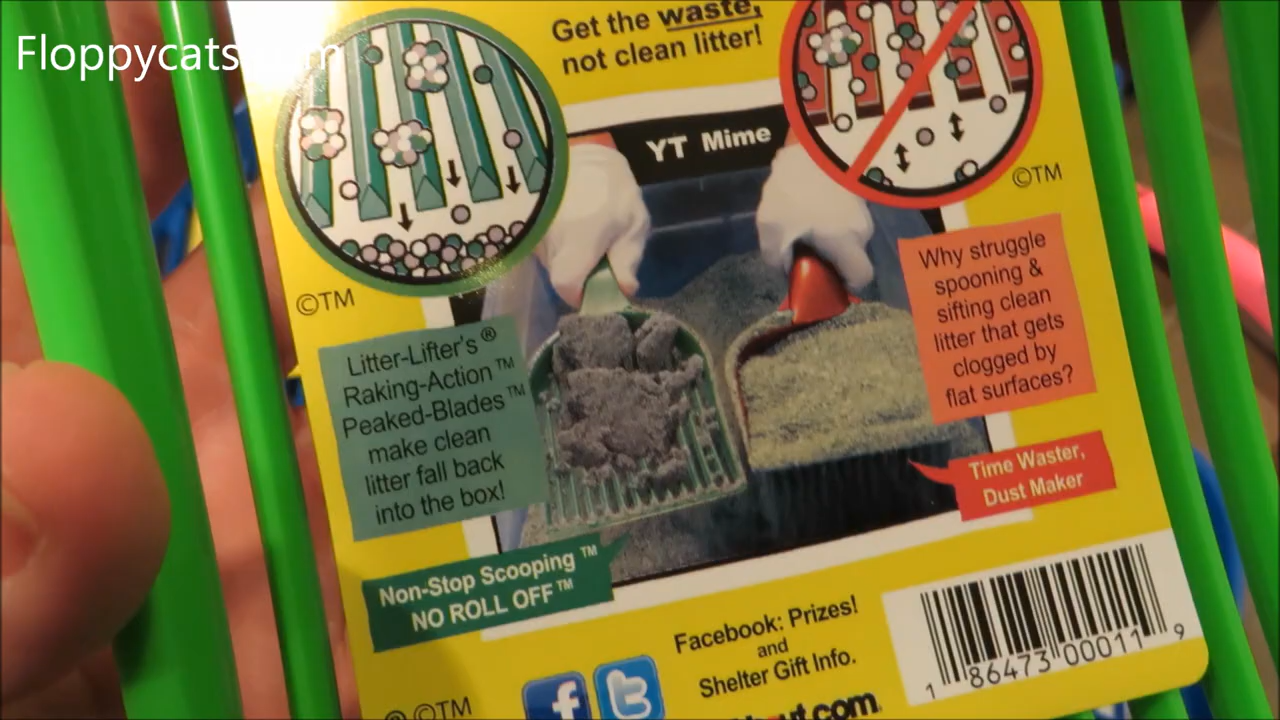 Floppycats
Get the waste,
not clean litter!
YT Mime
©TM
©TM
Why struggle
spooning &
sifting clean
litter that gets
clogged by
flat surfaces?
Litter-Lifter's®
Raking-Action™
Peaked-Blades™
make clean
litter fall back
into the box!
Time Waster,
Dust Maker
Non-Stop Scooping™
NO ROLL OFF™
Facebook: Prizes!
and
Shelter Gift Info.
1 86473 00011 9
® ©TM